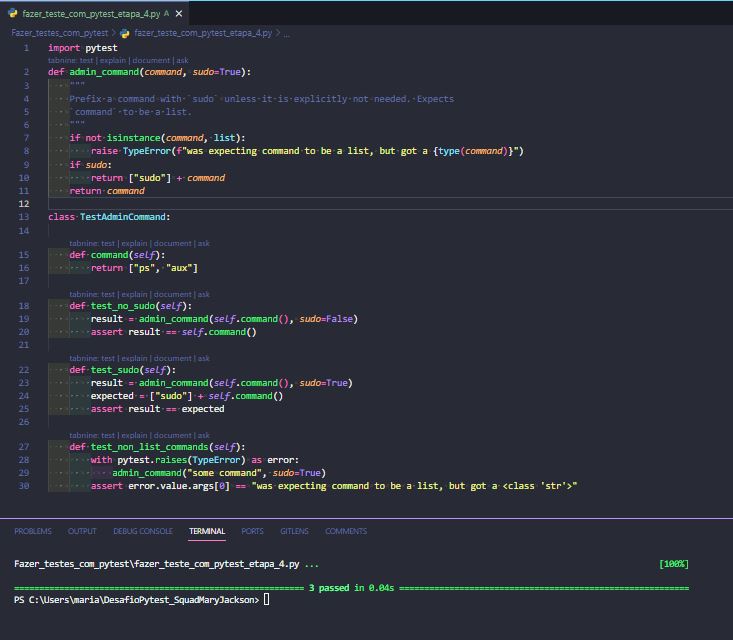 fazer_teste_com_pytest_etapa_4.py A ✕
Fazer_testes_com_pytest > fazer_teste_com_pytest_etapa_4.py > ...
1 import pytest
tabnine: test | explain | document | ask
2 def admin_command(command, sudo=True):
3 """
4 Prefix a command with `sudo` unless it is explicitly not needed. Expects
5 `command` to be a list.
6 """
7 if not isinstance(command, list):
8 raise TypeError(f"was expecting command to be a list, but got a {type(command)}")
9 if sudo:
10 return ["sudo"] + command
11 return command
12
13 class TestAdminCommand:
14
tabnine: test | explain | document | ask
15 def command(self):
16 return ["ps", "aux"]
17
tabnine: test | explain | document | ask
18 def test_no_sudo(self):
19 result = admin_command(self.command(), sudo=False)
20 assert result == self.command()
21
tabnine: test | explain | document | ask
22 def test_sudo(self):
23 result = admin_command(self.command(), sudo=True)
24 expected = ["sudo"] + self.command()
25 assert result == expected
26
tabnine: test | explain | document | ask
27 def test_non_list_commands(self):
28 with pytest.raises(TypeError) as error:
29 admin_command("some command", sudo=True)
30 assert error.value.args[0] == "was expecting command to be a list, but got a <class 'str'>"
PROBLEMS OUTPUT DEBUG CONSOLE TERMINAL PORTS GITLENS COMMENTS
Fazer_testes_com_pytest\fazer_teste_com_pytest_etapa_4.py ... [100%]
========================================================== 3 passed in 0.04s ==========================================================
PS C:\Users\maria\DesafioPytest_SquadMaryJackson>